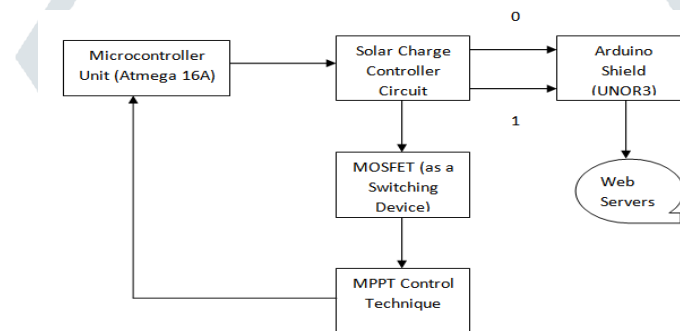 0
Microcontroller
Unit (Atmega 16A)
Solar Charge
Controller
Circuit
Arduino
Shield
(UNOR3)
1
MOSFET (as a
Switching
Device)
Web
Servers
MPPT Control
Technique